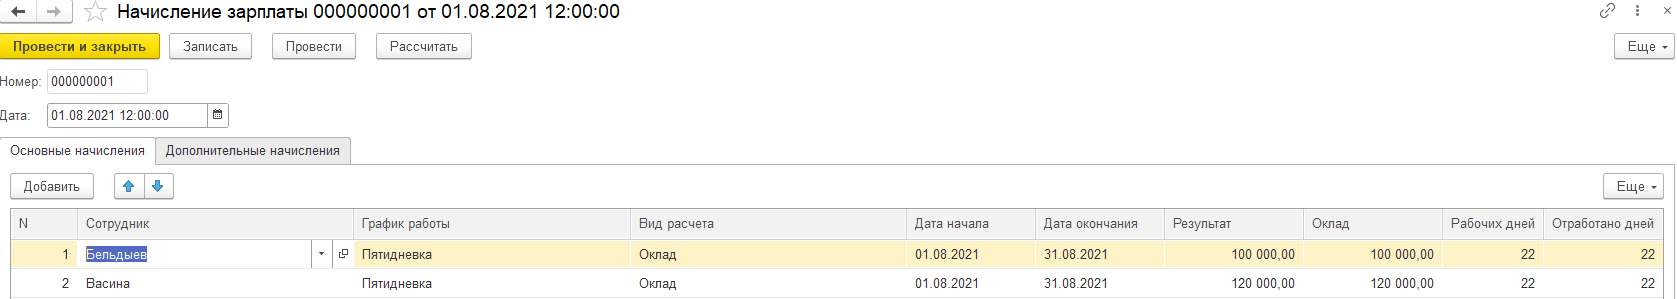 Начисление зарплаты 000000001 от 01.08.2021 12:00:00
Провести и закрыть Записать Провести Рассчитать Еще
Номер: 000000001
Дата: 01.08.2021 12:00:00
Основные начисления Дополнительные начисления
Добавить Еще
N Сотрудник График работы Вид расчета Дата начала Дата окончания Результат Оклад Рабочих дней Отработано дней
1 Бельдыев Пятидневка Оклад 01.08.2021 31.08.2021 100 000,00 100 000,00 22 22
2 Васина Пятидневка Оклад 01.08.2021 31.08.2021 120 000,00 120 000,00 22 22